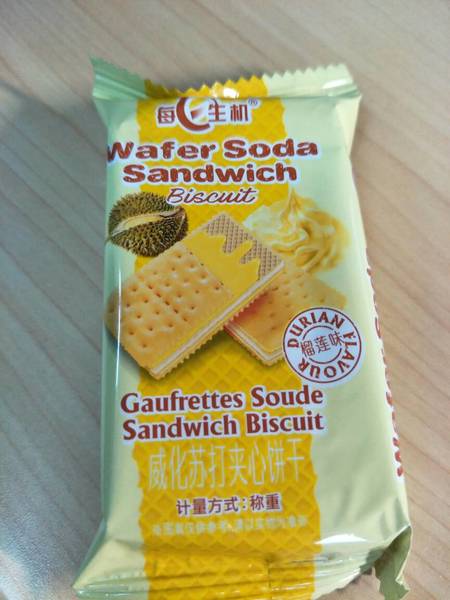 每生机®
Wafer Soda
Sandwich
Biscuit
DURIAN FLAVOUR
榴莲味
Gaufrettes Soude
Sandwich Biscuit
威化苏打夹心饼干
计量方式:称重